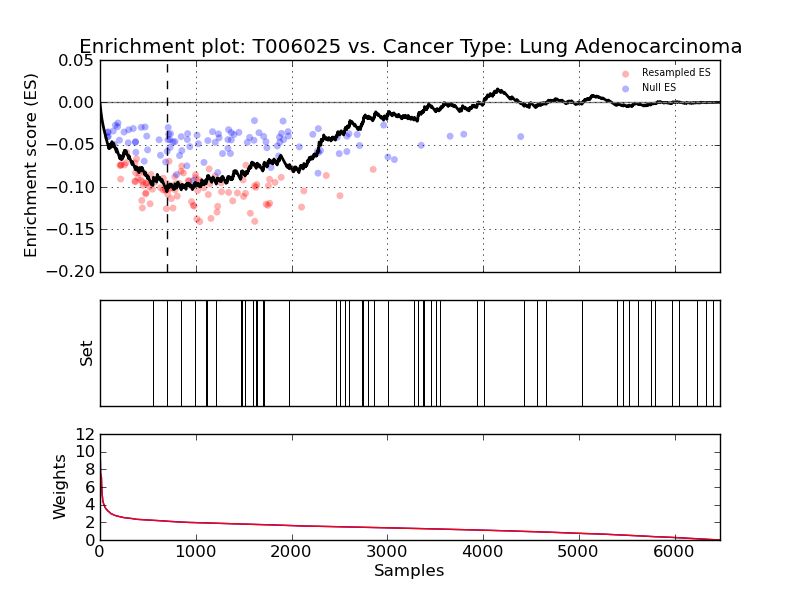 Enrichment plot: T006025 vs. Cancer Type: Lung Adenocarcinoma
0.05
0.00
−0.05
−0.10
−0.15
−0.20
Enrichment score (ES)
Resampled ES
Null ES
Set
12
10
8
6
4
2
0
Weights
0 1000 2000 3000 4000 5000 6000
Samples